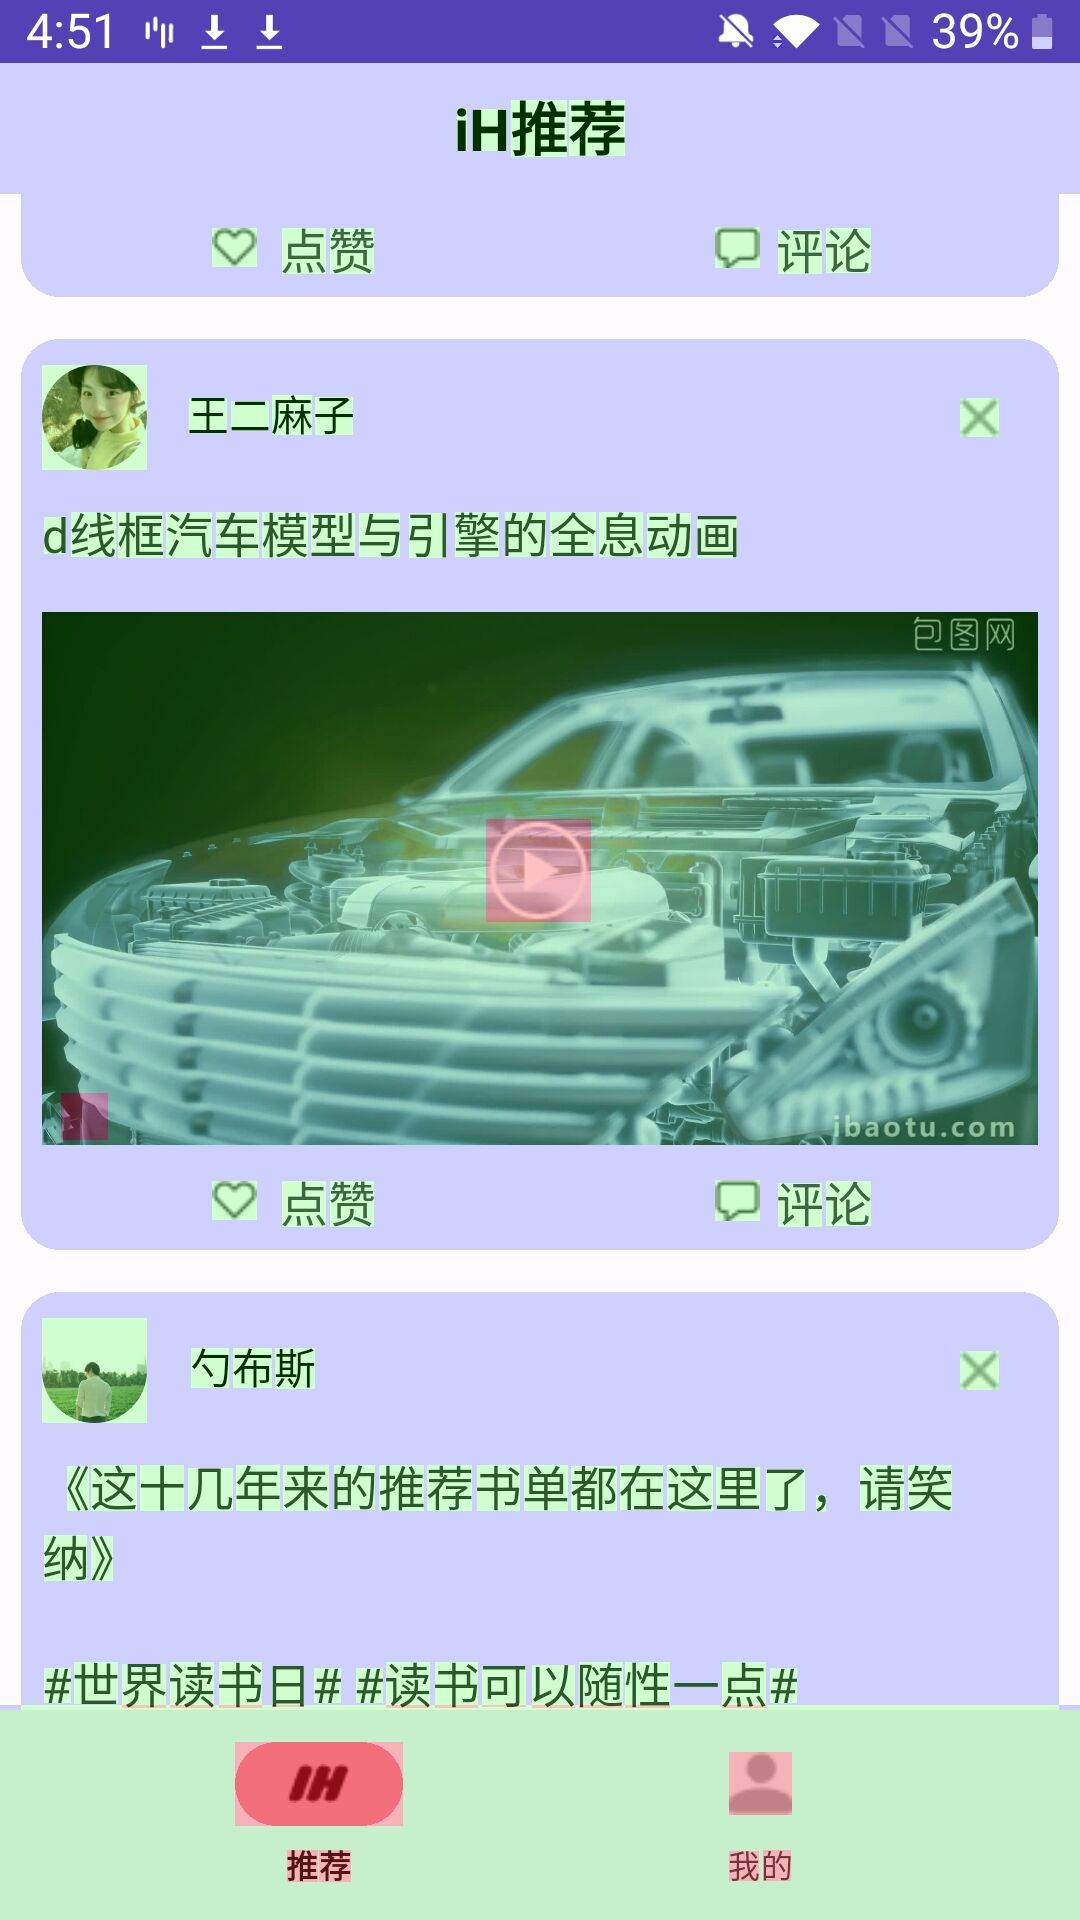 4:51
39%
iH推荐
点赞
评论
王二麻子
d线框汽车模型与引擎的全息动画
包图网
ibaotu.com
点赞
评论
勺布斯
《这十几年来的推荐书单都在这里了，请笑
纳》
#世界读书日# #读书可以随性一点#
IH
推荐
我的